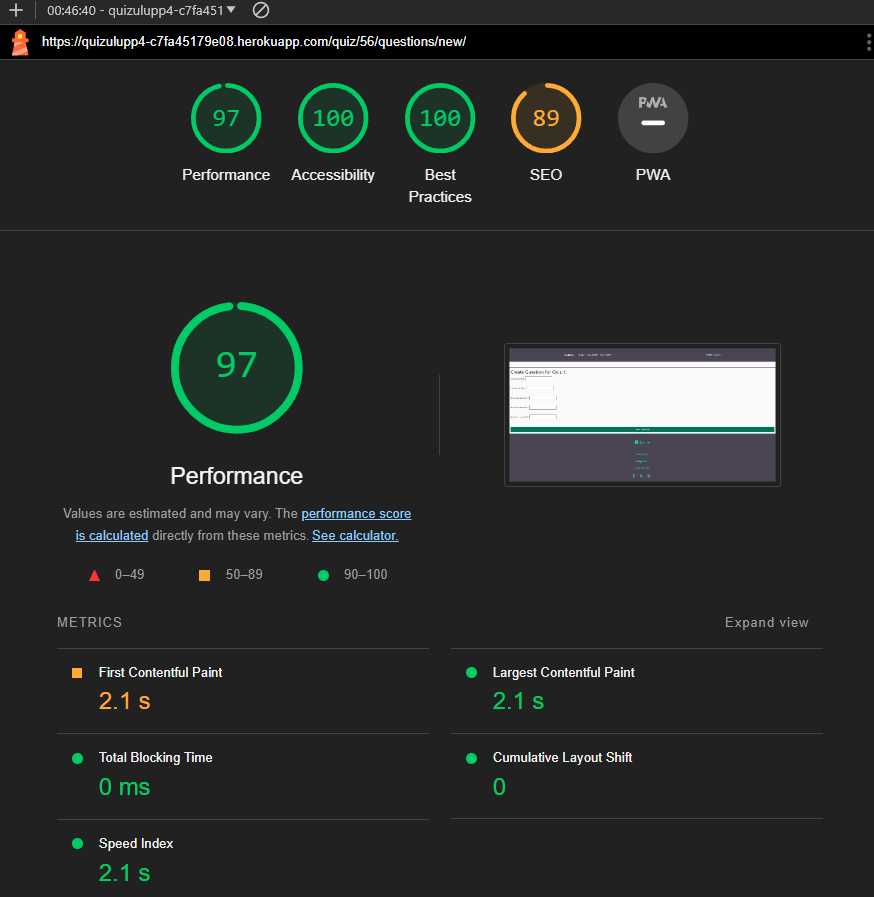 00:46:40 - quizulupp4-c7fa451
https://quizulupp4-c7fa45179e08.herokuapp.com/quiz/56/questions/new/
97
100
100
89
PWA
Performance
Accessibility
Best
Practices
SEO
PWA
97
Performance
Values are estimated and may vary. The performance score
is calculated directly from these metrics. See calculator.
0–49
50–89
90–100
Create Question for Quiz: t
METRICS
Expand view
First Contentful Paint
2.1 s
Largest Contentful Paint
2.1 s
Total Blocking Time
0 ms
Cumulative Layout Shift
0
Speed Index
2.1 s